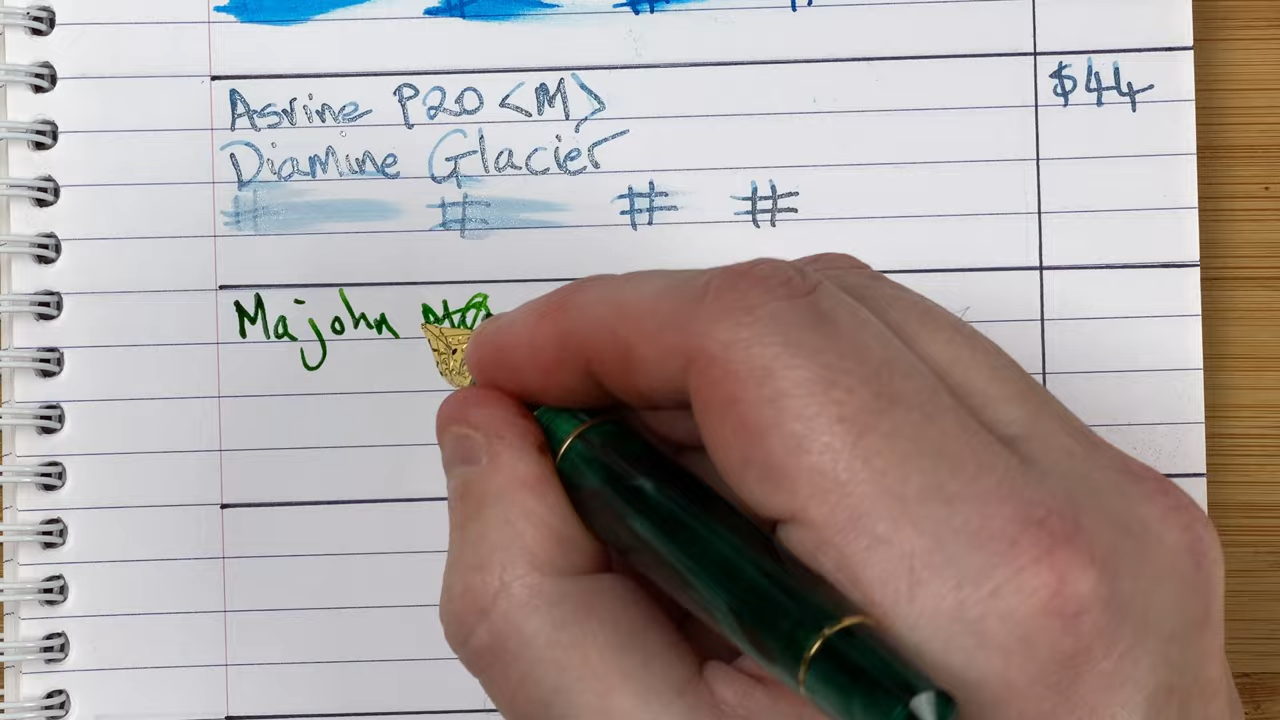 Asvine P20 <M>
$44
Diamine Glacier
# # # #
Majohn